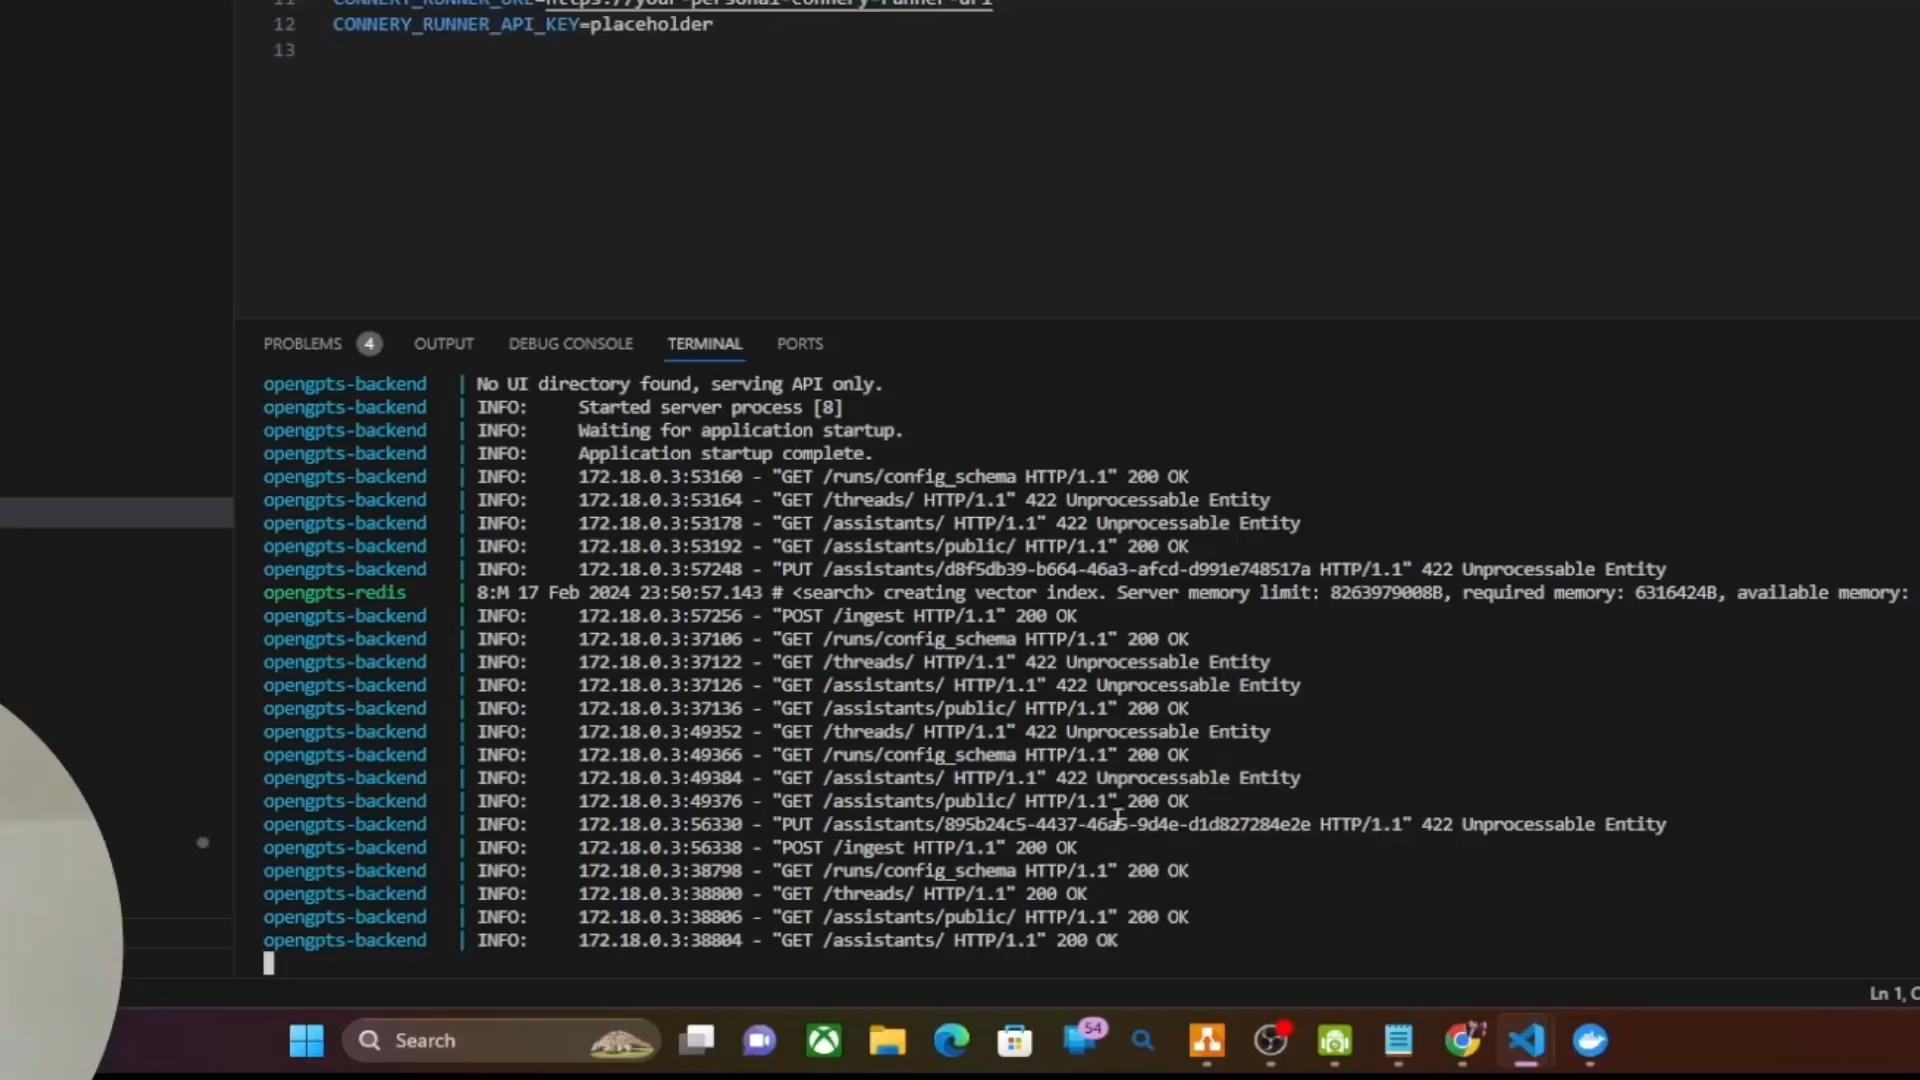 11 CONNERY_RUNNER_URL=https://your-personal-connery-runner-url
12 CONNERY_RUNNER_API_KEY=placeholder
13
PROBLEMS 4 OUTPUT DEBUG CONSOLE TERMINAL PORTS
opengpts-backend | No UI directory found, serving API only.
opengpts-backend | INFO: Started server process [8]
opengpts-backend | INFO: Waiting for application startup.
opengpts-backend | INFO: Application startup complete.
opengpts-backend | INFO: 172.18.0.3:53160 - "GET /runs/config_schema HTTP/1.1" 200 OK
opengpts-backend | INFO: 172.18.0.3:53164 - "GET /threads/ HTTP/1.1" 422 Unprocessable Entity
opengpts-backend | INFO: 172.18.0.3:53178 - "GET /assistants/ HTTP/1.1" 422 Unprocessable Entity
opengpts-backend | INFO: 172.18.0.3:53192 - "GET /assistants/public/ HTTP/1.1" 200 OK
opengpts-backend | INFO: 172.18.0.3:57248 - "PUT /assistants/d8f5db39-b664-46a3-afcd-d991e748517a HTTP/1.1" 422 Unprocessable Entity
opengpts-redis | 8:M 17 Feb 2024 23:50:57.143 # <search> creating vector index. Server memory limit: 8263979008B, required memory: 6316424B, available memory:
opengpts-backend | INFO: 172.18.0.3:57256 - "POST /ingest HTTP/1.1" 200 OK
opengpts-backend | INFO: 172.18.0.3:37106 - "GET /runs/config_schema HTTP/1.1" 200 OK
opengpts-backend | INFO: 172.18.0.3:37122 - "GET /threads/ HTTP/1.1" 422 Unprocessable Entity
opengpts-backend | INFO: 172.18.0.3:37126 - "GET /assistants/ HTTP/1.1" 422 Unprocessable Entity
opengpts-backend | INFO: 172.18.0.3:37136 - "GET /assistants/public/ HTTP/1.1" 200 OK
opengpts-backend | INFO: 172.18.0.3:49352 - "GET /threads/ HTTP/1.1" 422 Unprocessable Entity
opengpts-backend | INFO: 172.18.0.3:49366 - "GET /runs/config_schema HTTP/1.1" 200 OK
opengpts-backend | INFO: 172.18.0.3:49384 - "GET /assistants/ HTTP/1.1" 422 Unprocessable Entity
opengpts-backend | INFO: 172.18.0.3:49376 - "GET /assistants/public/ HTTP/1.1" 200 OK
opengpts-backend | INFO: 172.18.0.3:56330 - "PUT /assistants/895b24c5-4437-46a5-9d4e-d1d827284e2e HTTP/1.1" 422 Unprocessable Entity
opengpts-backend | INFO: 172.18.0.3:56338 - "POST /ingest HTTP/1.1" 200 OK
opengpts-backend | INFO: 172.18.0.3:38798 - "GET /runs/config_schema HTTP/1.1" 200 OK
opengpts-backend | INFO: 172.18.0.3:38800 - "GET /threads/ HTTP/1.1" 200 OK
opengpts-backend | INFO: 172.18.0.3:38806 - "GET /assistants/public/ HTTP/1.1" 200 OK
opengpts-backend | INFO: 172.18.0.3:38804 - "GET /assistants/ HTTP/1.1" 200 OK
Ln 1,
Search
54